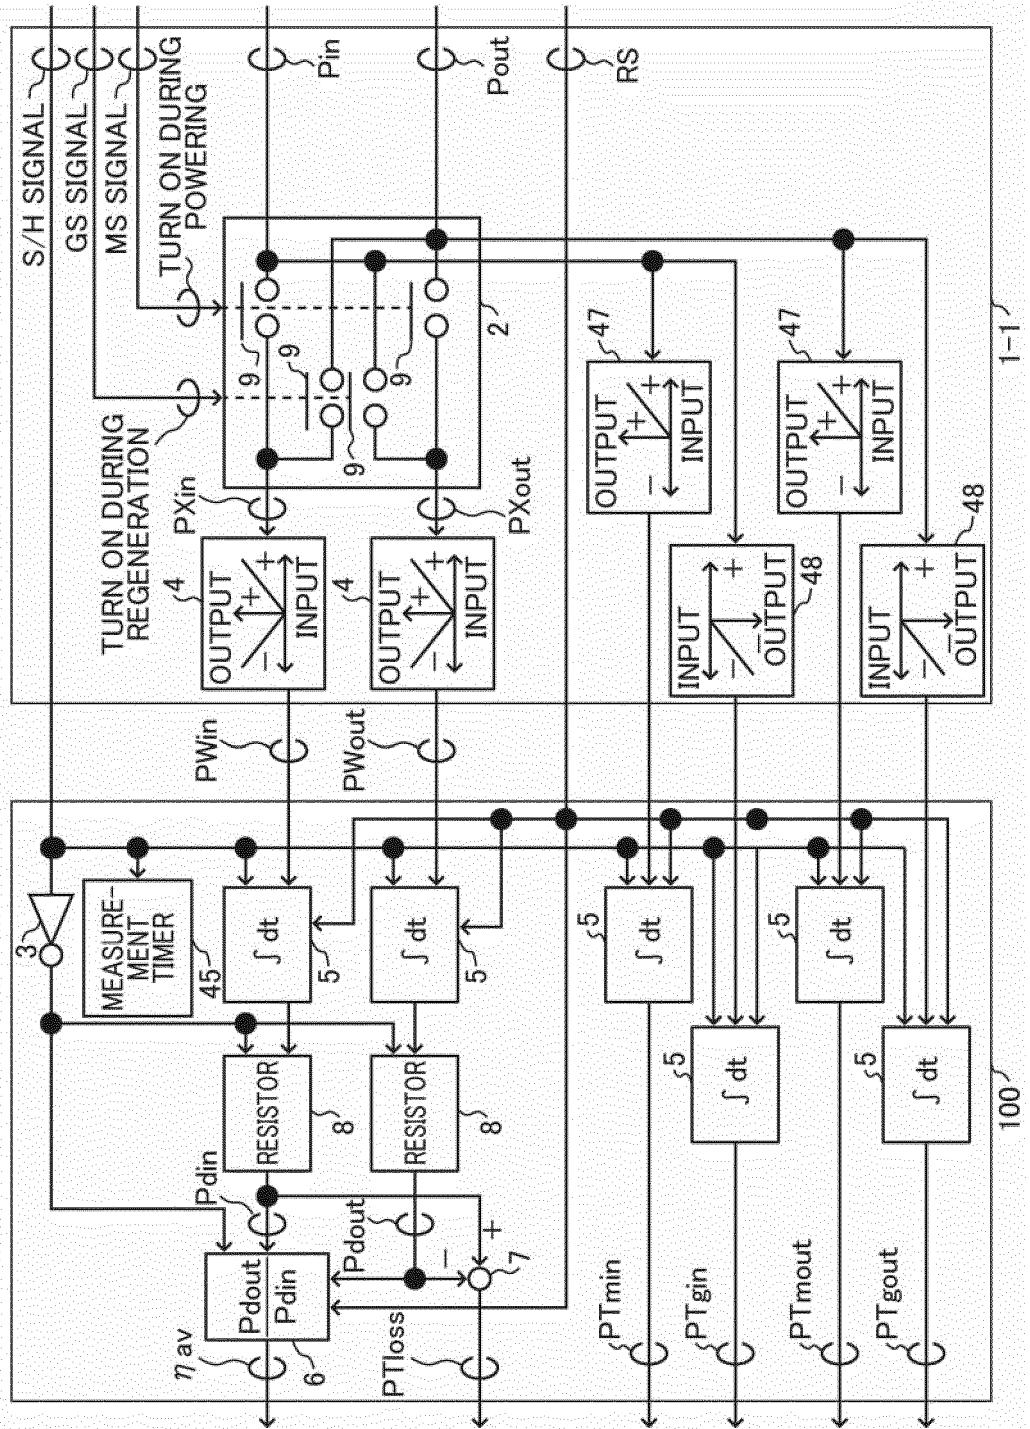 S/H SIGNAL
GS SIGNAL
MS SIGNAL
TURN ON DURING
POWERING
Pin
Pout
RS
TURN ON DURING
REGENERATION
9
9
9
9
2
PXin
PXout
47
OUTPUT
+
+
−
INPUT
47
OUTPUT
+
+
−
INPUT
1-1
4
OUTPUT
+
+
−
INPUT
4
OUTPUT
+
+
−
INPUT
48
INPUT
+
−
−
OUTPUT
48
INPUT
+
−
−
OUTPUT
PWin
PWout
3
MEASURE-
MENT
TIMER
45
∫ dt
5
∫ dt
5
5
∫ dt
5
∫ dt
5
∫ dt
5
∫ dt
100
RESISTOR
8
RESISTOR
8
Pdin
Pdout
+
−
7
Pdout
Pdin
6
ηav
PTloss
PTmin
PTgin
PTmout
PTgout